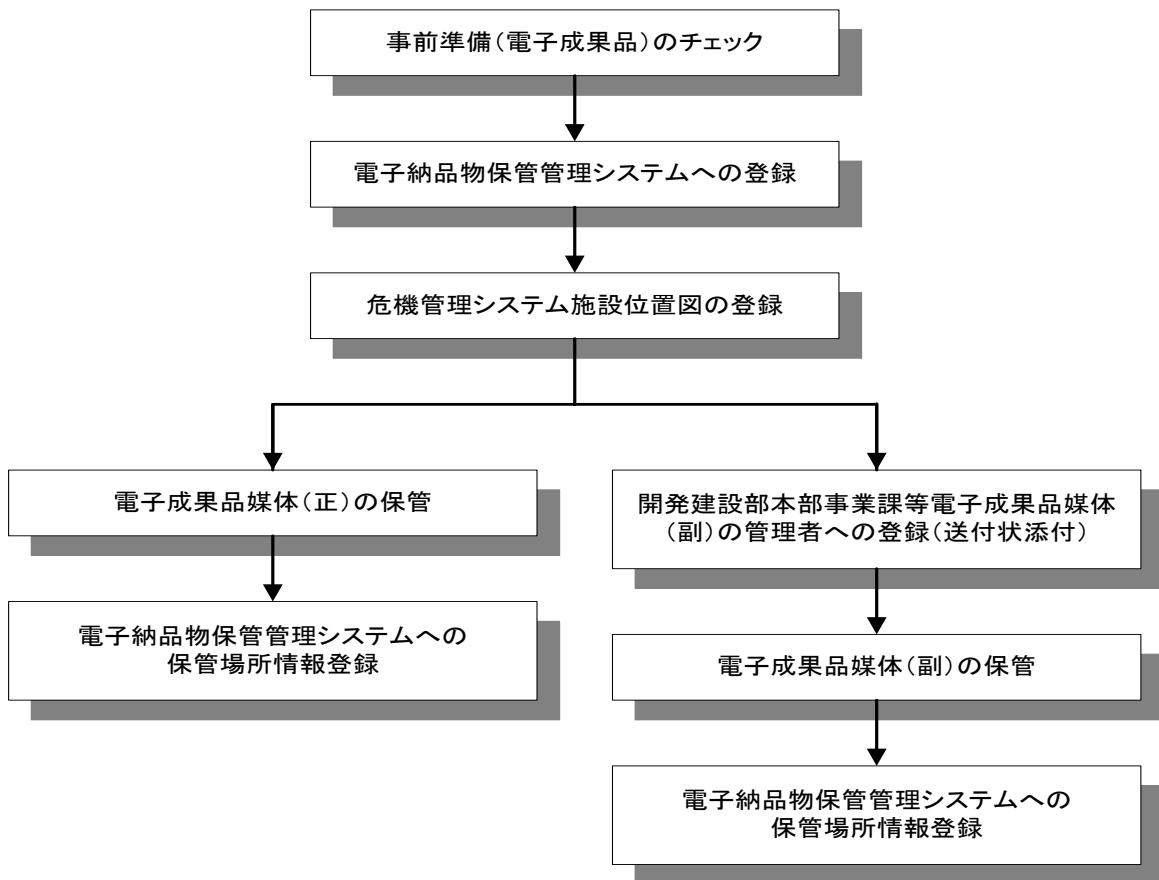 事前準備(電子成果品)のチェック
電子納品物保管管理システムへの登録
危機管理システム施設位置図の登録
電子成果品媒体(正)の保管
電子納品物保管管理システムへの
保管場所情報登録
開発建設部本部事業課等電子成果品媒体
(副)の管理者への登録(送付状添付)
電子成果品媒体(副)の保管
電子納品物保管管理システムへの
保管場所情報登録